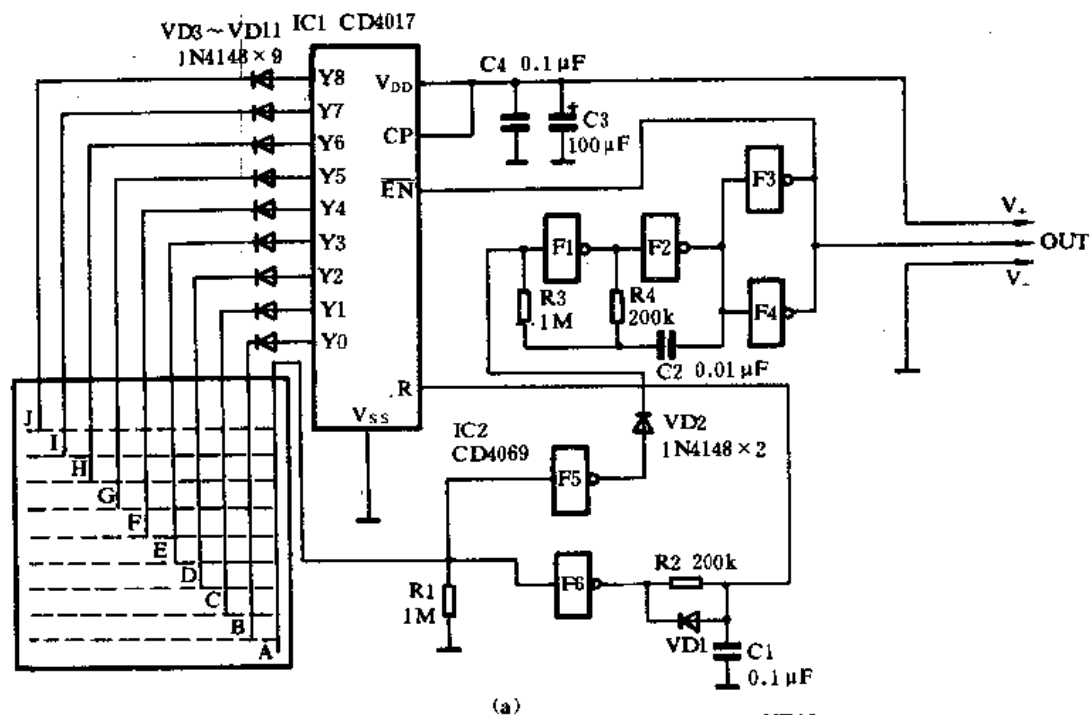 VD3～VD11
1N4148×9
IC1 CD4017
Y8
Y7
Y6
Y5
Y4
Y3
Y2
Y1
Y0
VDD
CP
EN
R
VSS
C4 0.1μF
C3
100μF
F3
F1
F2
F4
R3
1M
R4
200k
C2 0.01μF
V+
OUT
V-
IC2
CD4069
VD2
1N4148×2
F5
F6
R1
1M
R2 200k
VD1
C1
0.1μF
J
I
H
G
F
E
D
C
B
A
(a)